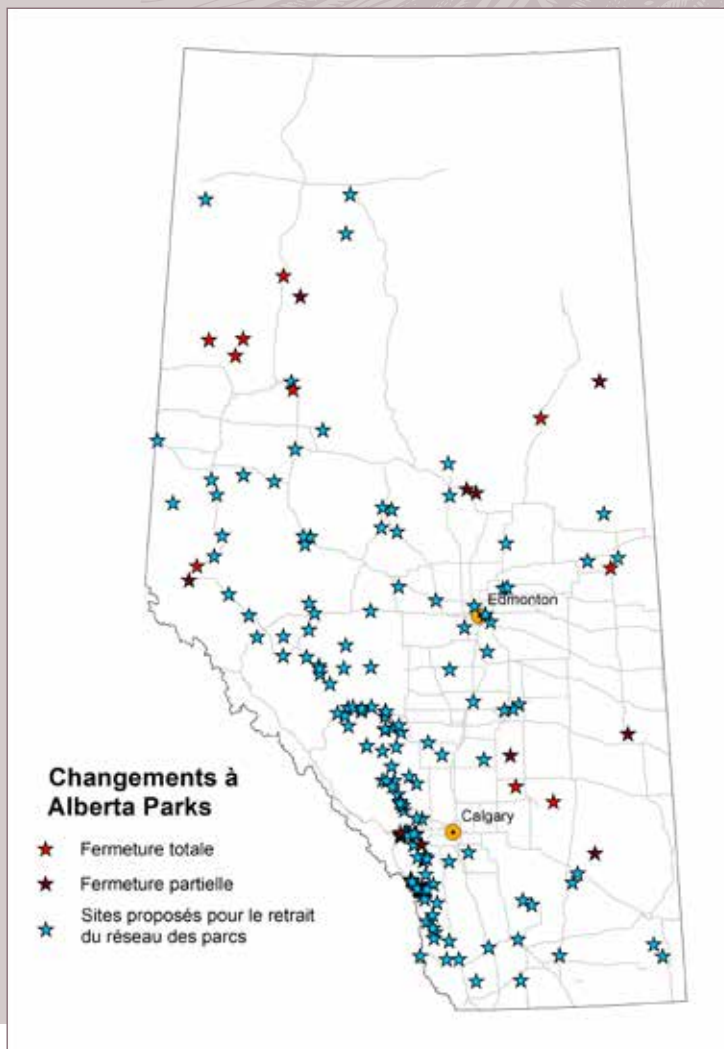 Edmonton
Calgary
Changements à
Alberta Parks
Fermeture totale
Fermeture partielle
Sites proposés pour le retrait
du réseau des parcs